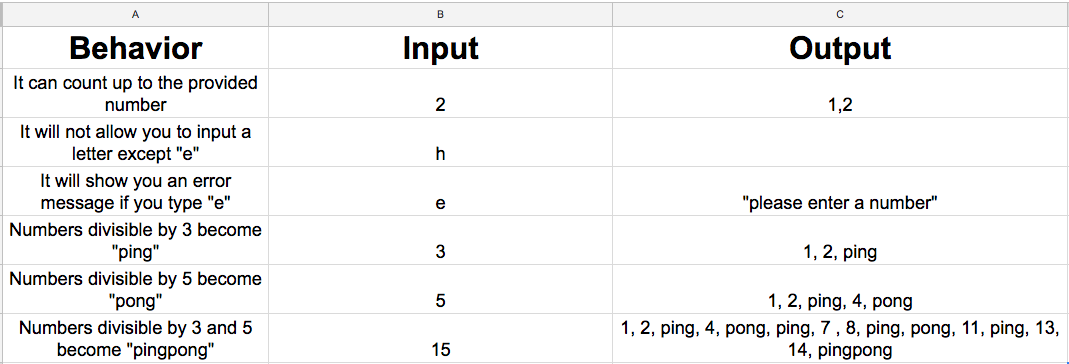 A B C
Behavior Input Output
It can count up to the provided
number 2 1,2
It will not allow you to input a
letter except "e" h
It will show you an error
message if you type "e" e "please enter a number"
Numbers divisible by 3 become
"ping" 3 1, 2, ping
Numbers divisible by 5 become
"pong" 5 1, 2, ping, 4, pong
Numbers divisible by 3 and 5 1, 2, ping, 4, pong, ping, 7 , 8, ping, pong, 11, ping, 13,
become "pingpong" 15 14, pingpong